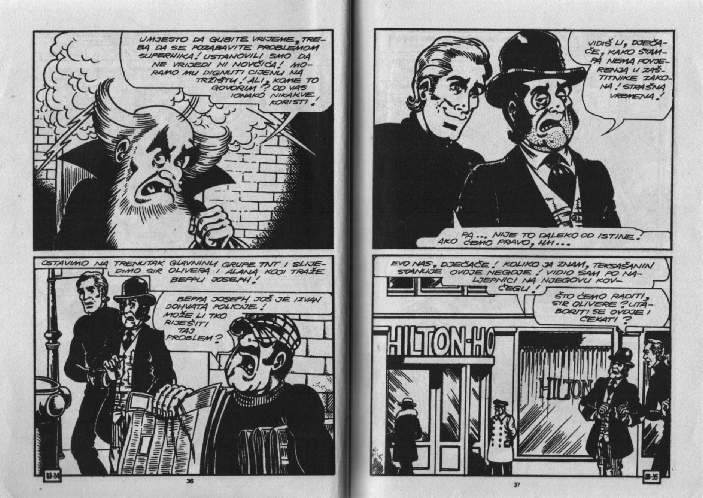 UMJESTO DA GUBITE VRIJEME, TRE-
BA DA SE POZABAVITE PROBLEMOM
SUPERHIKA! USTANOVILI SMO DA
NE VRIJEDI NI NOVČIĆA! MO-
RAMO MU DIGNUTI CIJENU NA
TRŽIŠTU! ALI, KOME TO
GOVORIM? OD VAS
IONAKO NIKAKVE
KORISTI!
OSTAVIMO NA TRENUTAK GLAVNINU GRUPE TNT I SLIJE-
DIMO SIR OLIVERA I ALANA KOJI TRAŽE
BEPPU JOSEPH!
BEPPA JOSEPH JOŠ JE IZVAN
DOHVATA POLICIJE!
MOŽE LI TKO
RIJEŠITI
TAJ
PROBLEM?
36
VIDIŠ LI, DJEČA-
ČE, KAKO ŠTAM-
PA NEMA POVJE-
RENJA U ZAŠ-
TITNIKE ZAKO-
NA! STRAŠNA
VREMENA!
PA... NIJE TO DALEKO OD ISTINE.
AKO ĆEMO PRAVO, HM...
EVO NAS, DJEČAČE! KOLIKO JA ZNAM, TEKSAŠANIN
STANUJE OVDJE NEGDJE! VIDIO SAM PO NA-
LJEPNICI NA NJEGOVU KOV-
ČEGU!
ŠTO ĆEMO RADITI,
SIR OLIVERE? UTA-
BORITI SE OVDJE I
ČEKATI?
HILTON-HO
HILTON
37